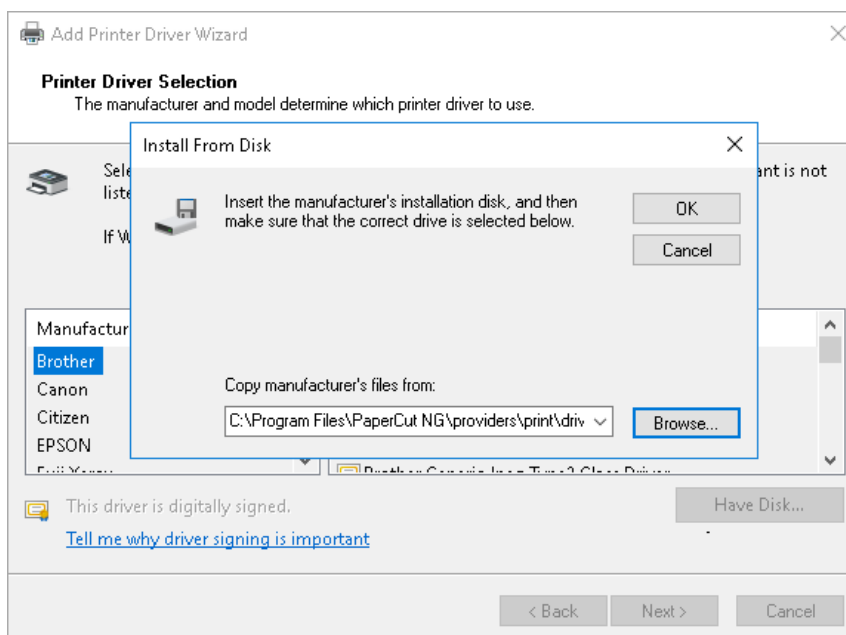 Add Printer Driver Wizard
Printer Driver Selection
The manufacturer and model determine which printer driver to use.
Install From Disk
ant is not
Insert the manufacturer's installation disk, and then
make sure that the correct drive is selected below.
OK
Cancel
If
Manufactur
Brother
Canon
Citizen
EPSON
Copy manufacturer's files from:
C:\Program Files\PaperCut NG\providers\print\driv
Browse...
This driver is digitally signed.
Have Disk...
Tell me why driver signing is important
< Back
Next >
Cancel